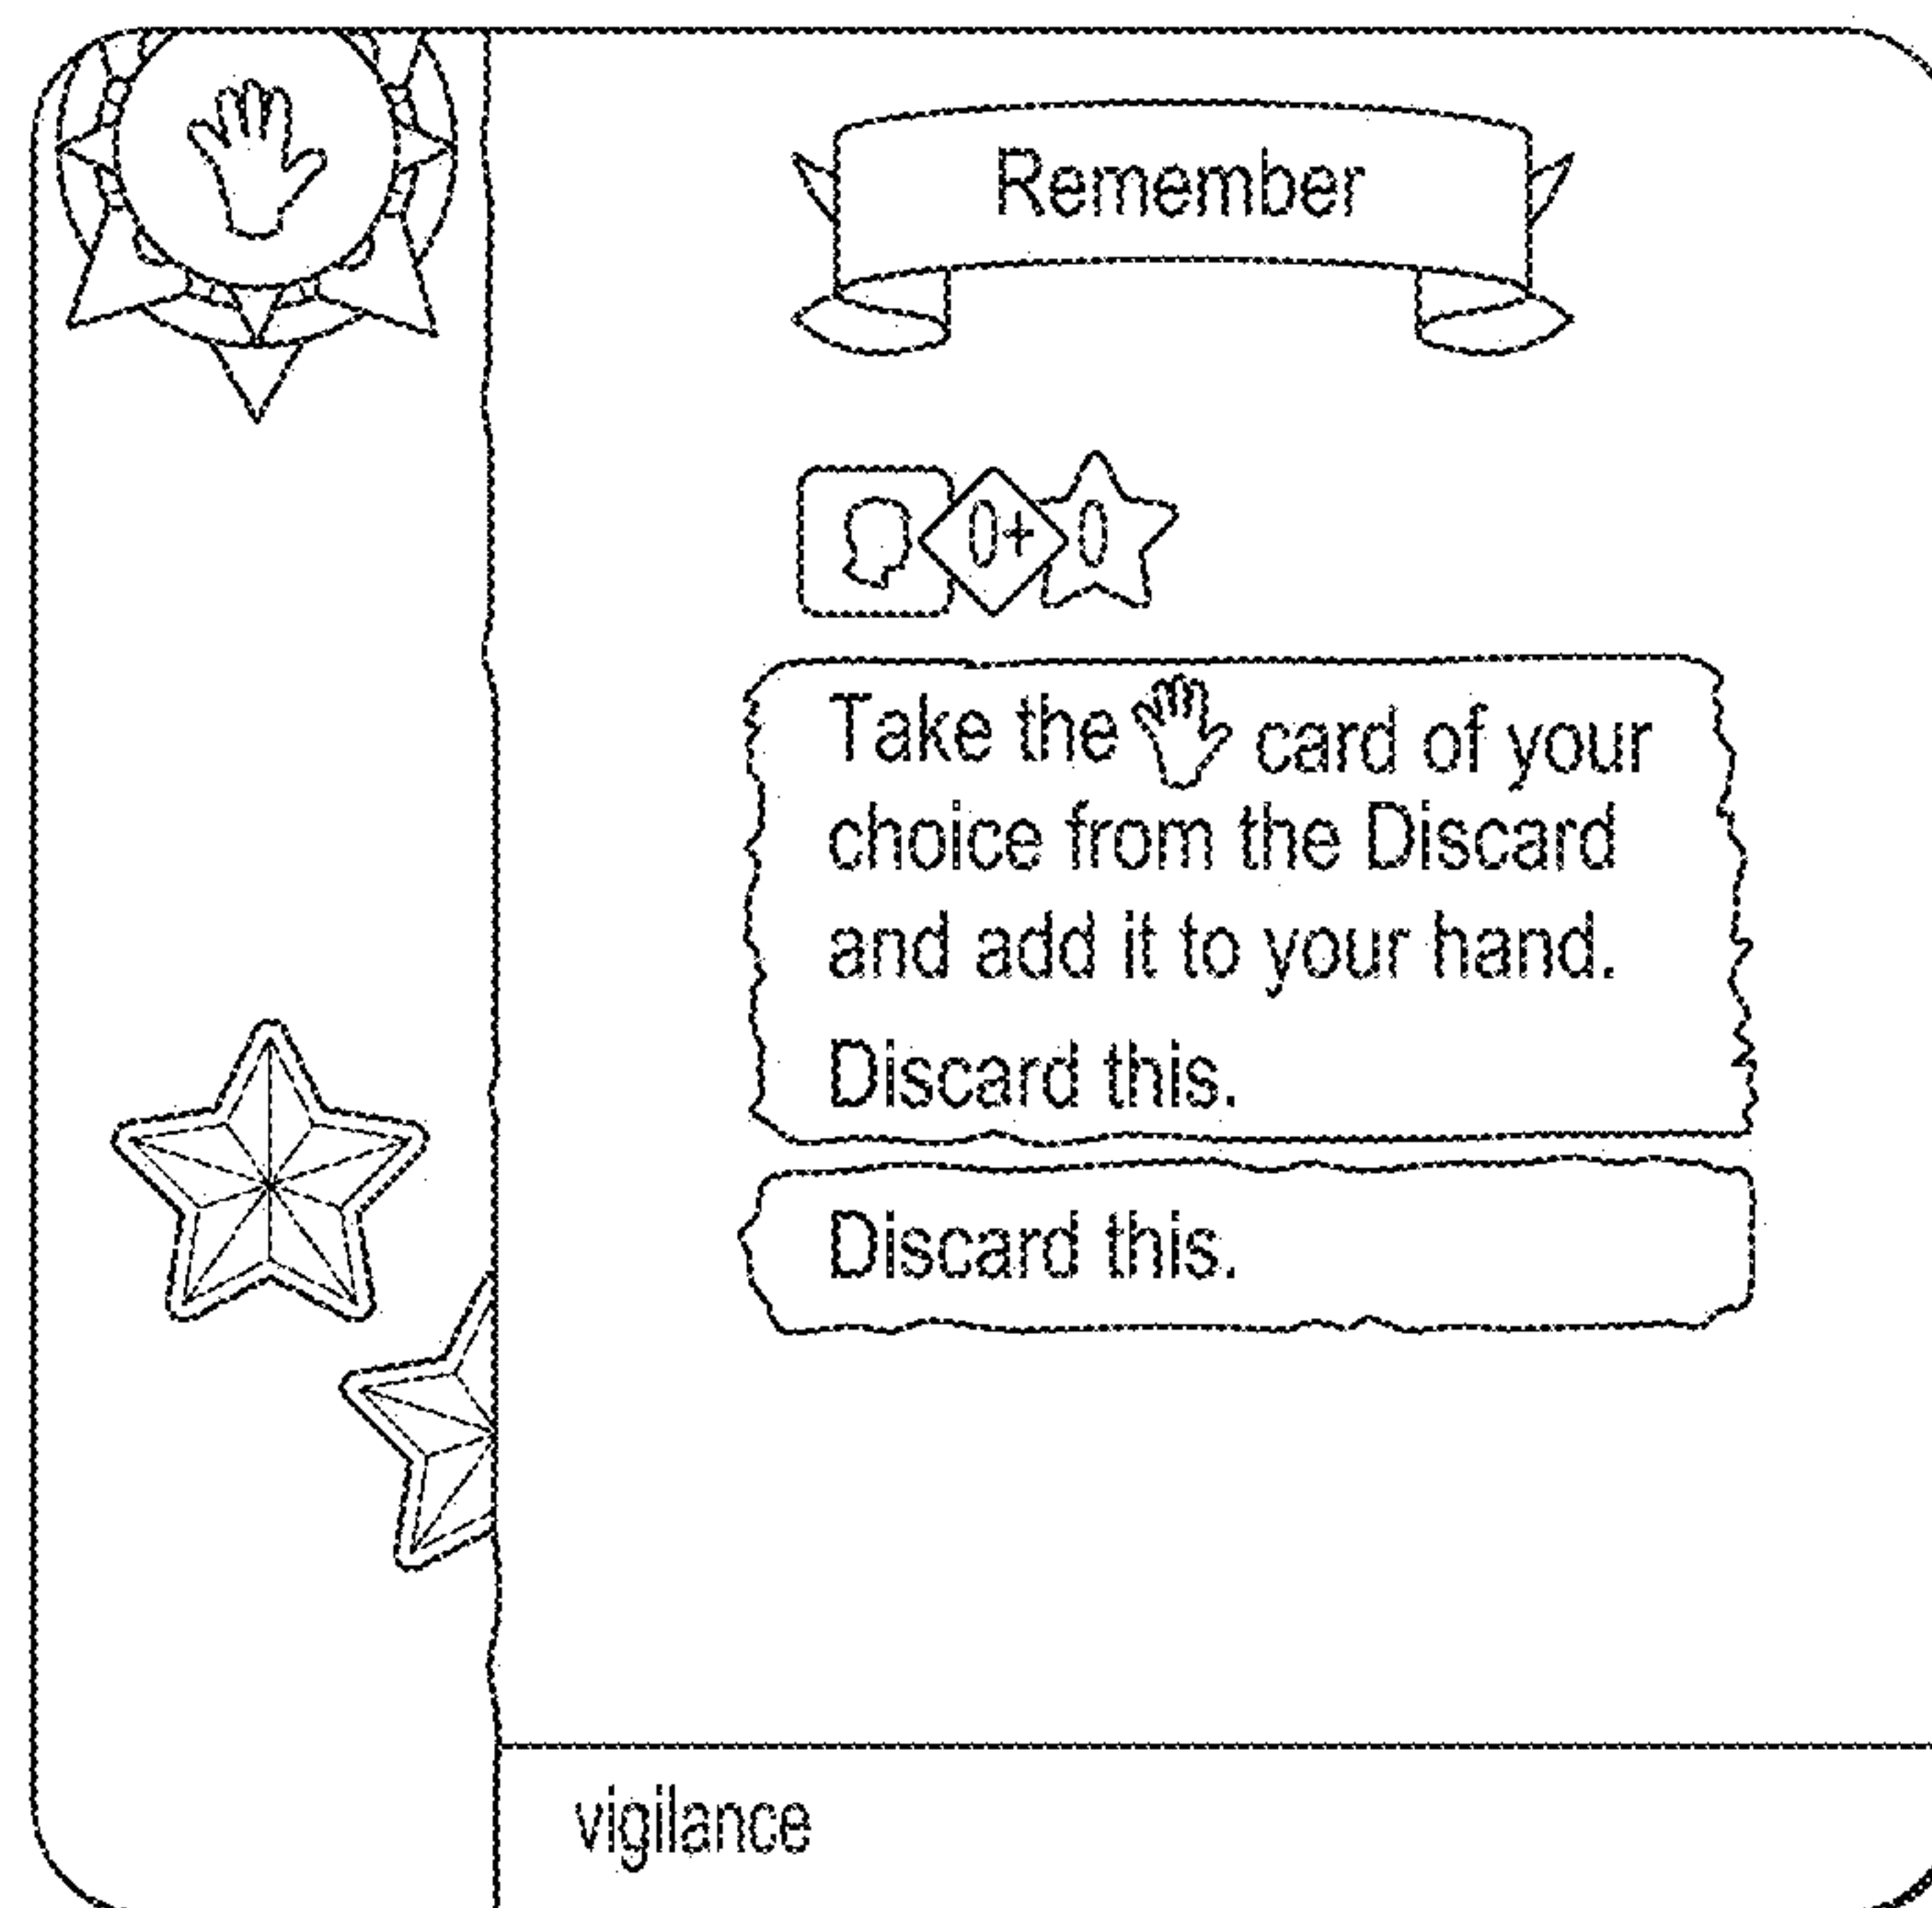 Remember
0+ 0
Take the card of your
choice from the Discard
and add it to your hand.
Discard this.
Discard this.
vigilance